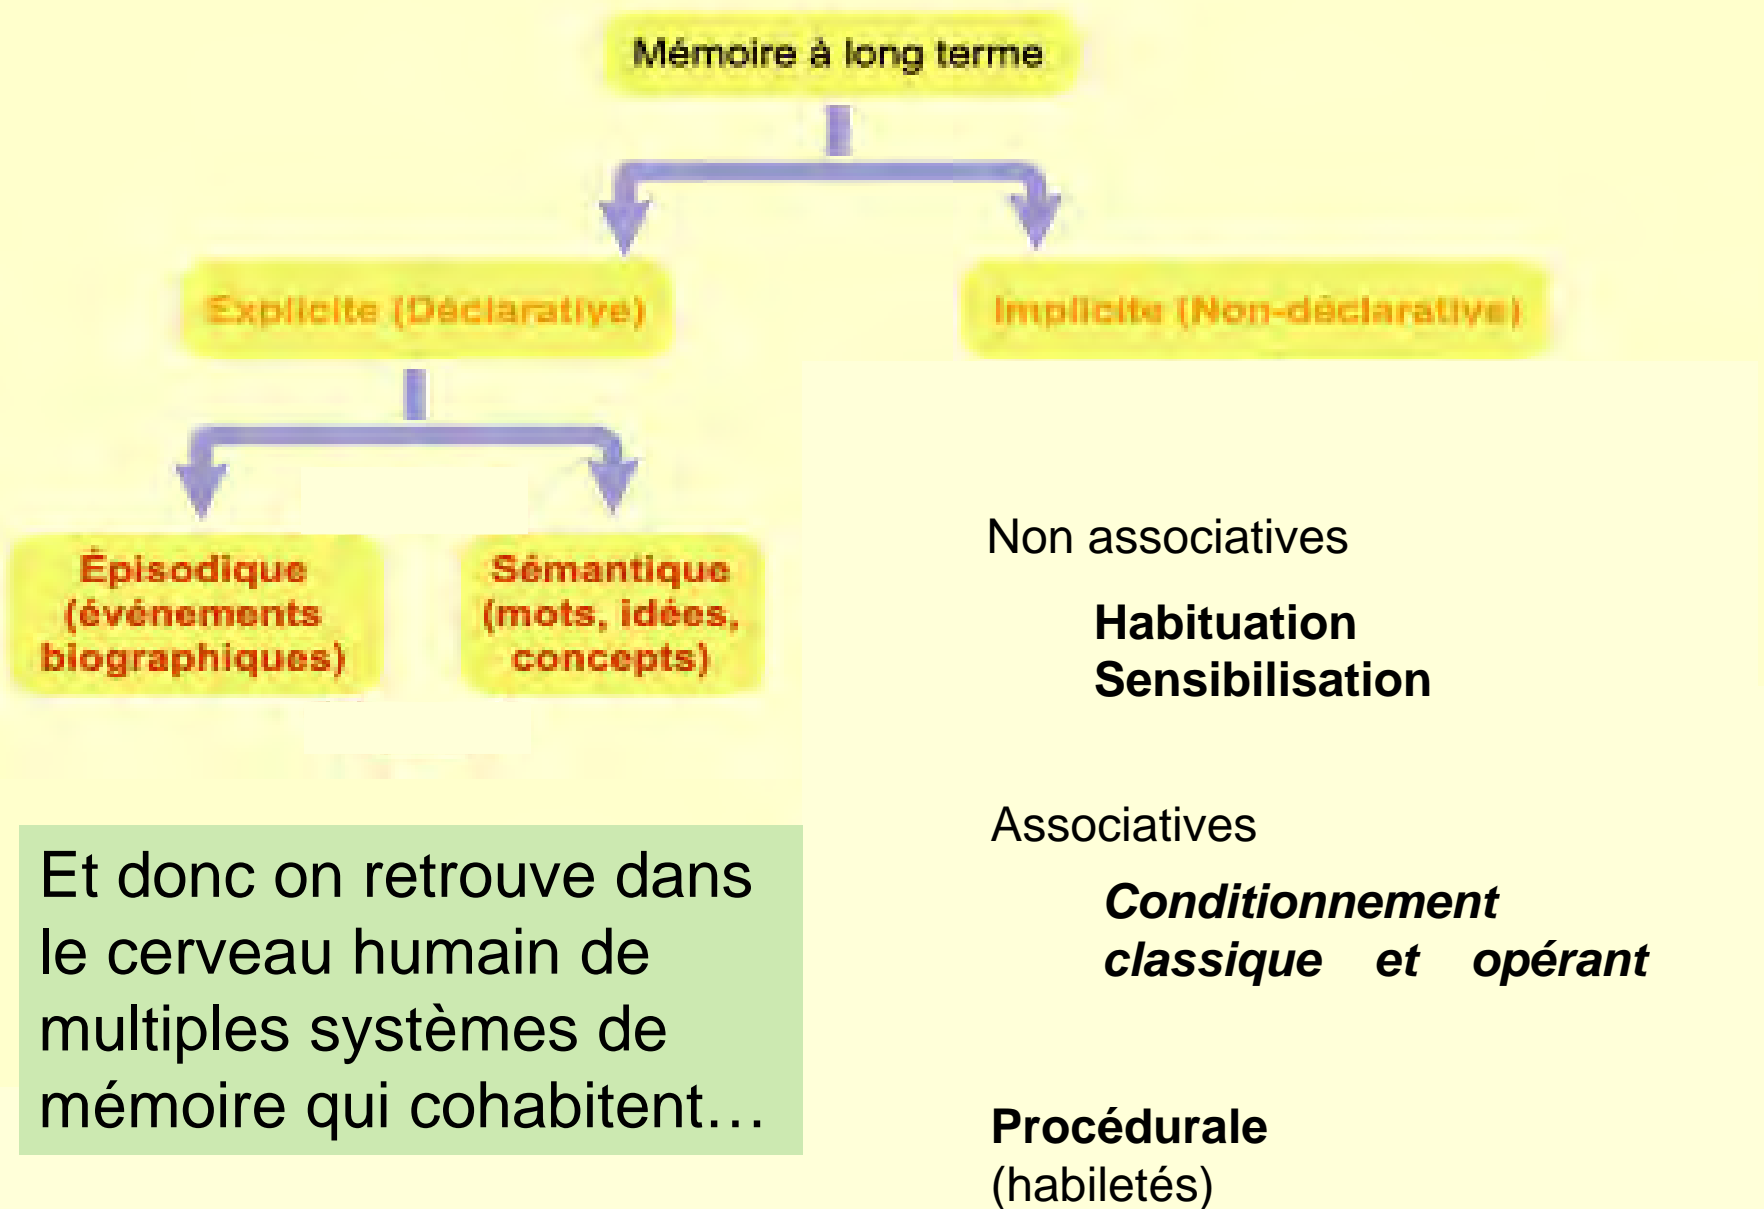 Mémoire à long terme
Explicite (Déclarative)
Implicite (Non-déclarative)
Épisodique
(événements
biographiques)
Sémantique
(mots, idées,
concepts)
Non associatives
Habituation
Sensibilisation
Associatives
Conditionnement
classique et opérant
Procédurale
(habiletés)
Et donc on retrouve dans
le cerveau humain de
multiples systèmes de
mémoire qui cohabitent…